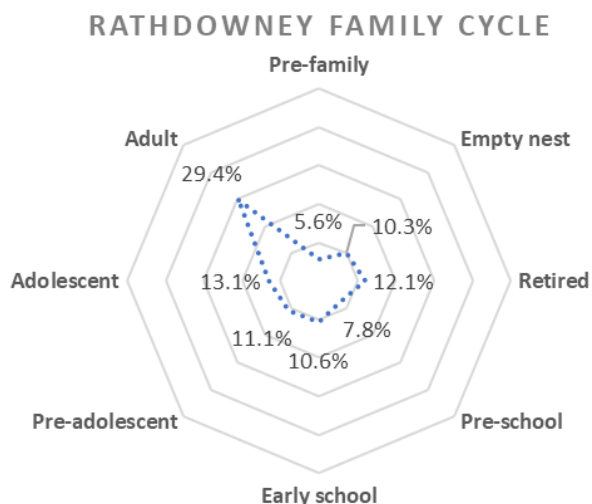 RATHDOWNEY FAMILY CYCLE
Pre-family
Adult
Empty nest
29.4%
5.6%
10.3%
Adolescent
13.1%
12.1%
Retired
11.1%
7.8%
10.6%
Pre-adolescent
Pre-school
Early school